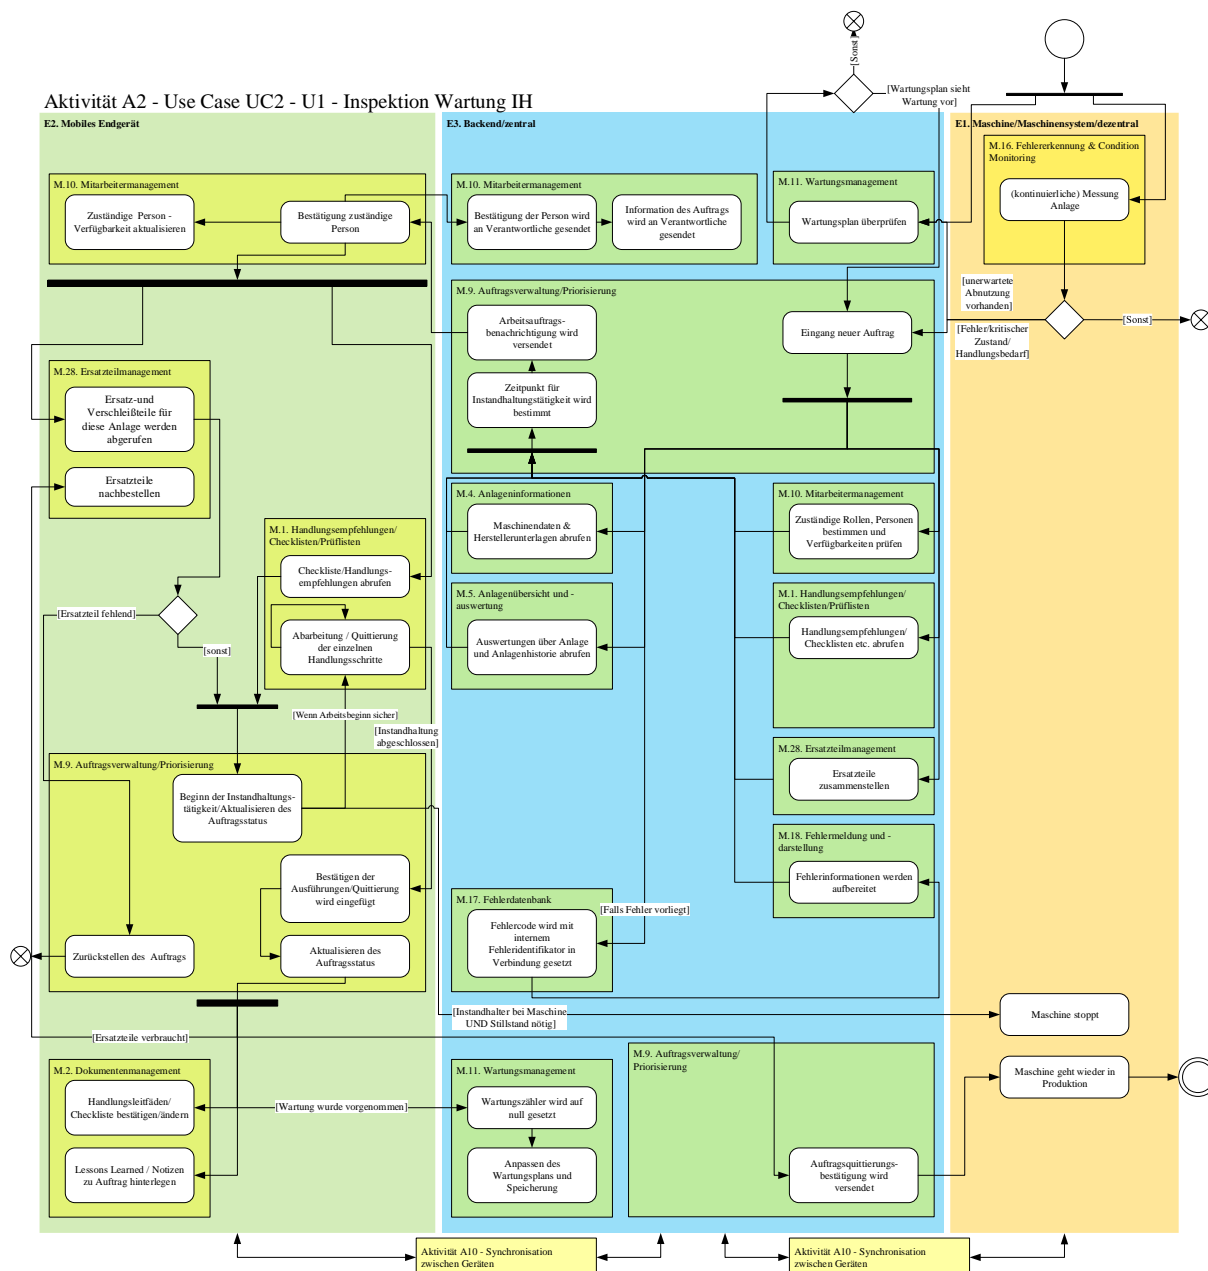 [Sonst]
[Wartungsplan sieht
Wartung vor]
Aktivität A2 - Use Case UC2 - U1 - Inspektion Wartung IH
E2. Mobiles Endgerät
E3. Backend/zentral
E1. Maschine/Maschinensystem/dezentral
M.16. Fehlererkennung & Condition
Monitoring
(kontinuierliche) Messung
Anlage
M.10. Mitarbeitermanagement
Zuständige Person -
Verfügbarkeit aktualisieren
Bestätigung zuständige
Person
M.10. Mitarbeitermanagement
Bestätigung der Person wird
an Verantwortliche gesendet
Information des Auftrags
wird an Verantwortliche
gesendet
M.11. Wartungsmanagement
Wartungsplan überprüfen
[unerwartete
Abnutzung
vorhanden]
[Fehler/kritischer
Zustand/
Handlungsbedarf]
[Sonst]
M.9. Auftragsverwaltung/Priorisierung
Arbeitsauftrags-
benachrichtigung wird
versendet
Eingang neuer Auftrag
Zeitpunkt für
Instandhaltungstätigkeit wird
bestimmt
M.28. Ersatzteilmanagement
Ersatz-und
Verschleißteile für
diese Anlage werden
abgerufen
Ersatzteile
nachbestellen
M.4. Anlageninformationen
Maschinendaten &
Herstellerunterlagen abrufen
M.10. Mitarbeitermanagement
Zuständige Rollen, Personen
bestimmen und
Verfügbarkeiten prüfen
M.1. Handlungsempfehlungen/
Checklisten/Prüflisten
Checkliste/Handlungs-
empfehlungen abrufen
Abarbeitung / Quittierung
der einzelnen
Handlungsschritte
M.5. Anlagenübersicht und -
auswertung
Auswertungen über Anlage
und Anlagenhistorie abrufen
M.1. Handlungsempfehlungen/
Checklisten/Prüflisten
Handlungsempfehlungen/
Checklisten etc. abrufen
[Ersatzteil fehlend]
[sonst]
[Wenn Arbeitsbeginn sicher]
[Instandhaltung
abgeschlossen]
M.9. Auftragsverwaltung/Priorisierung
Beginn der Instandhaltungs-
tätigkeit/Aktualisieren des
Auftragsstatus
Bestätigen der
Ausführungen/Quittierung
wird eingefügt
Zurückstellen des Auftrags
Aktualisieren des
Auftragsstatus
M.28. Ersatzteilmanagement
Ersatzteile
zusammenstellen
M.18. Fehlermeldung und -
darstellung
Fehlerinformationen werden
aufbereitet
M.17. Fehlerdatenbank
[Falls Fehler vorliegt]
Fehlercode wird mit
internem
Fehleridentifikator in
Verbindung gesetzt
[Instandhalter bei Maschine
UND Stillstand nötig]
Maschine stoppt
[Ersatzteile verbraucht]
M.2. Dokumentenmanagement
Handlungsleitfäden/
Checkliste bestätigen/ändern
Lessons Learned / Notizen
zu Auftrag hinterlegen
[Wartung wurde vorgenommen]
M.11. Wartungsmanagement
Wartungszähler wird auf
null gesetzt
Anpassen des
Wartungsplans und
Speicherung
M.9. Auftragsverwaltung/
Priorisierung
Auftragsquittierungs-
bestätigung wird
versendet
Maschine geht wieder in
Produktion
Aktivität A10 - Synchronisation
zwischen Geräten
Aktivität A10 - Synchronisation
zwischen Geräten